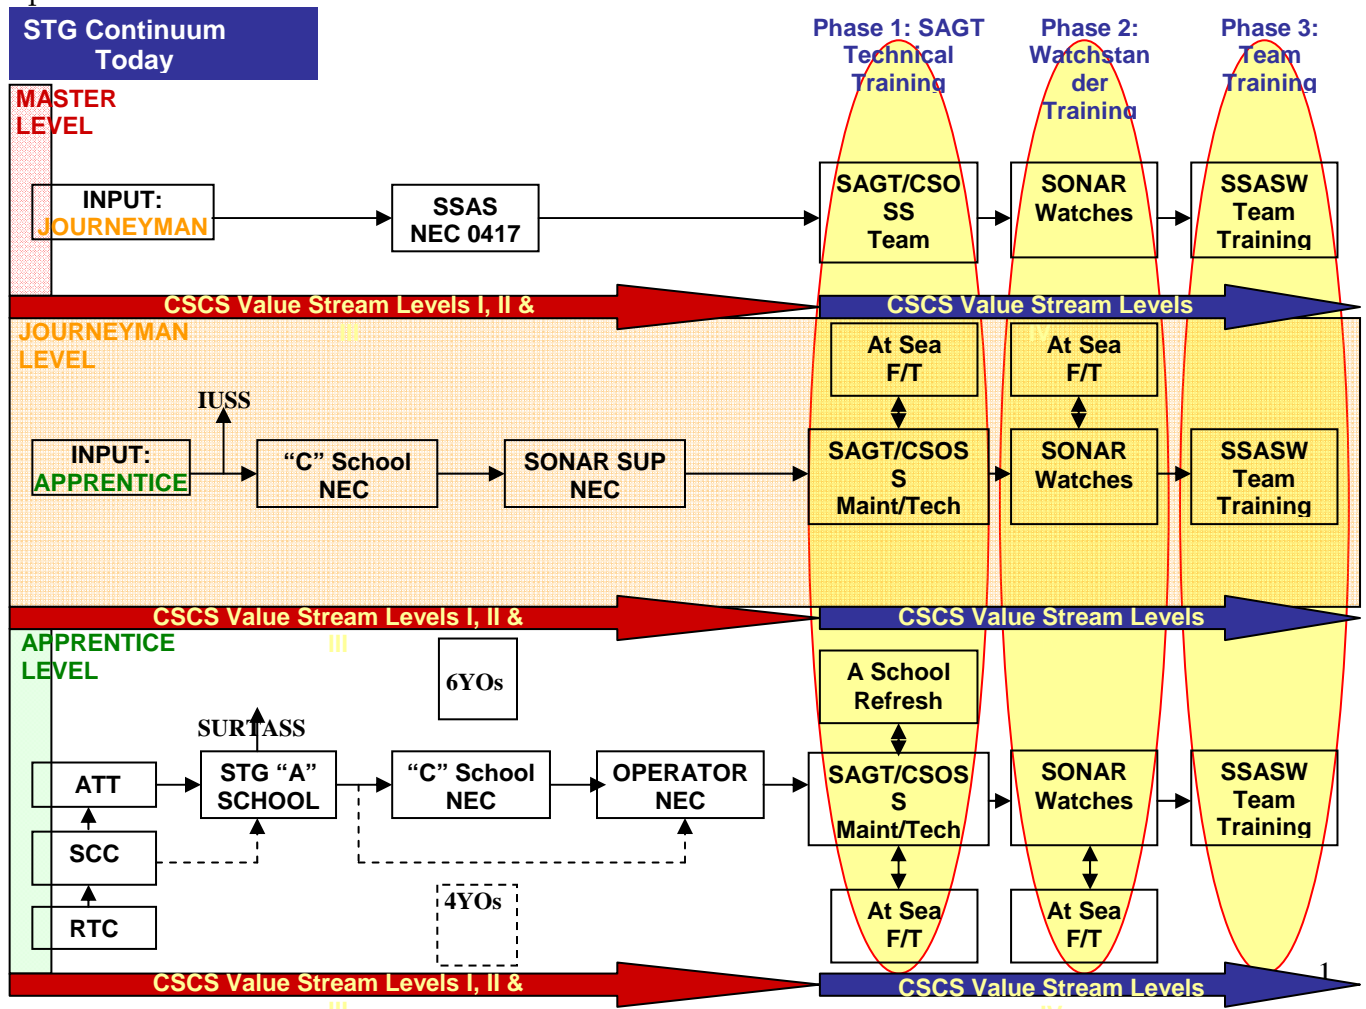 STG Continuum
Today
Phase 1: SAGT
Technical
Training
Phase 2:
Watchstan
der
Training
Phase 3:
Team
Training
MASTER
LEVEL
INPUT:
JOURNEYMAN
SSAS
NEC 0417
SAGT/CSO
SS
Team
SONAR
Watches
SSASW
Team
Training
CSCS Value Stream Levels I, II &
III
CSCS Value Stream Levels
IV
JOURNEYMAN
LEVEL
At Sea
F/T
At Sea
F/T
IUSS
INPUT:
APPRENTICE
“C” School
NEC
SONAR SUP
NEC
SAGT/CSOS
S
Maint/Tech
SONAR
Watches
SSASW
Team
Training
CSCS Value Stream Levels I, II &
III
CSCS Value Stream Levels
APPRENTICE
LEVEL
6YOs
A School
Refresh
SURTASS
ATT
STG “A”
SCHOOL
“C” School
NEC
OPERATOR
NEC
SAGT/CSOS
S
Maint/Tech
SONAR
Watches
SSASW
Team
Training
SCC
RTC
4YOs
At Sea
F/T
At Sea
F/T
1
CSCS Value Stream Levels I, II &
III
CSCS Value Stream Levels